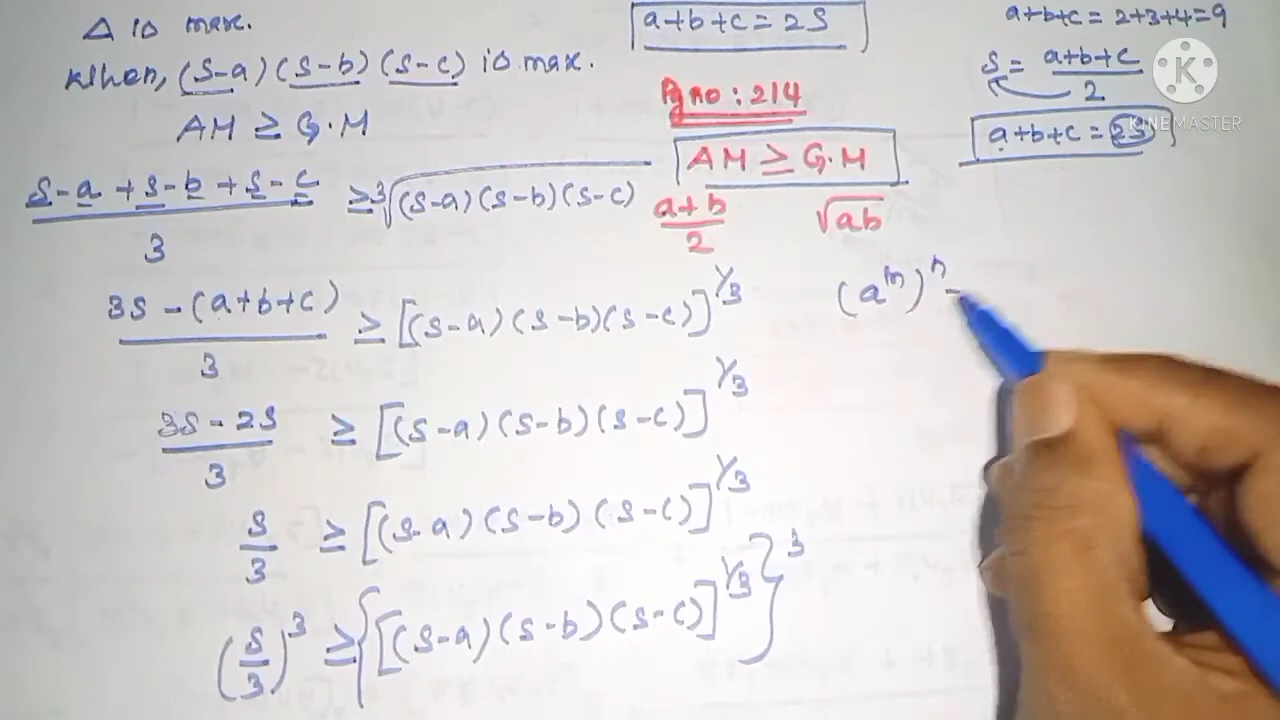 Δ is max.
When, (S-a) (S-b) (S-c) is max.
AM ≥ G.M
S-a + S-b + S-c / 3 ≥ ³√(S-a) (S-b) (S-c)
3S - (a+b+c) / 3 ≥ [(S-a) (S-b) (S-c)]^1/3
3S - 2S / 3 ≥ [(S-a) (S-b) (S-c)]^1/3
S/3 ≥ [(S-a) (S-b) (S-c)]^1/3
(S/3)^3 ≥ {[(S-a) (S-b) (S-c)]^1/3}^3
a+b+c = 2S
Pg no : 214
AM ≥ G.M
a+b / 2 √ab
(a^m)^n =
a+b+c = 2+3+4=9
S = a+b+c / 2
a+b+c = 2S
KINEMASTER